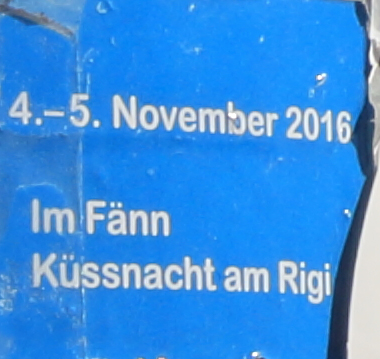 4.–5. November 2016
Im Fänn
Küssnacht am Rigi